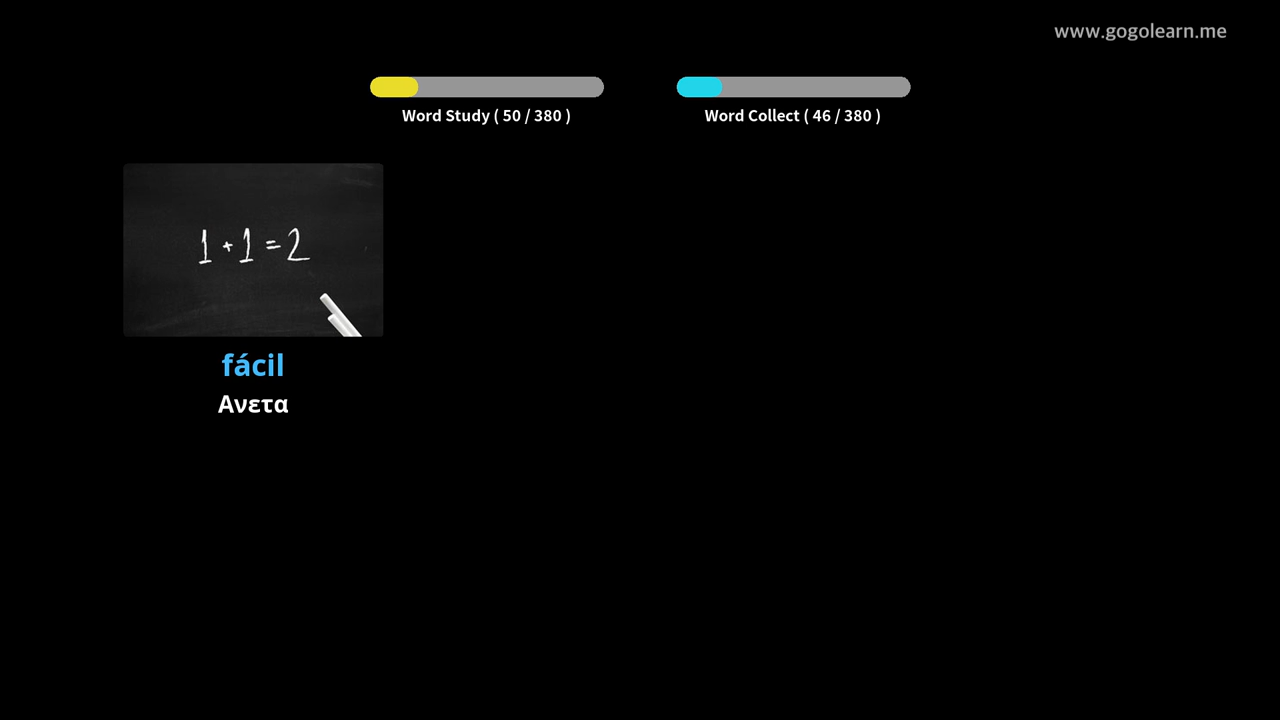 www.gogolearn.me
Word Study ( 50 / 380 )
Word Collect ( 46 / 380 )
1 + 1 = 2
fácil
Ανετα